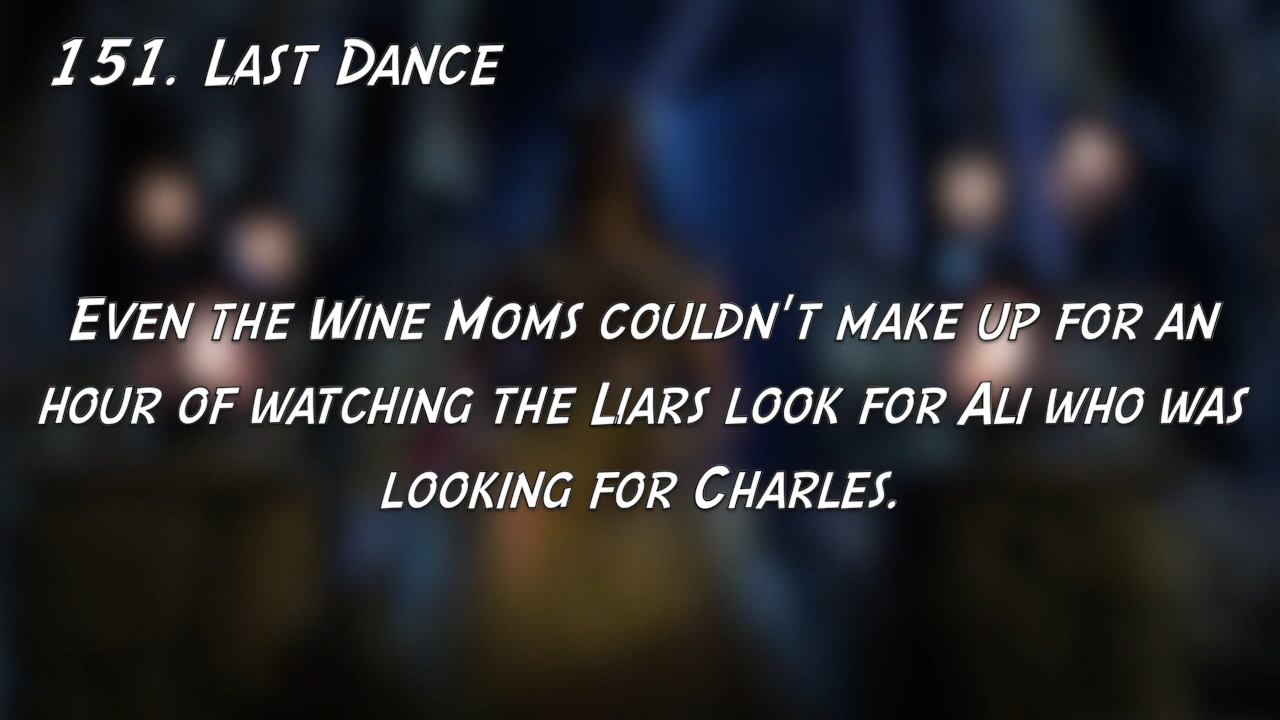 151. Last Dance
Even the Wine Moms couldn't make up for an
hour of watching the Liars look for Ali who was
looking for Charles.